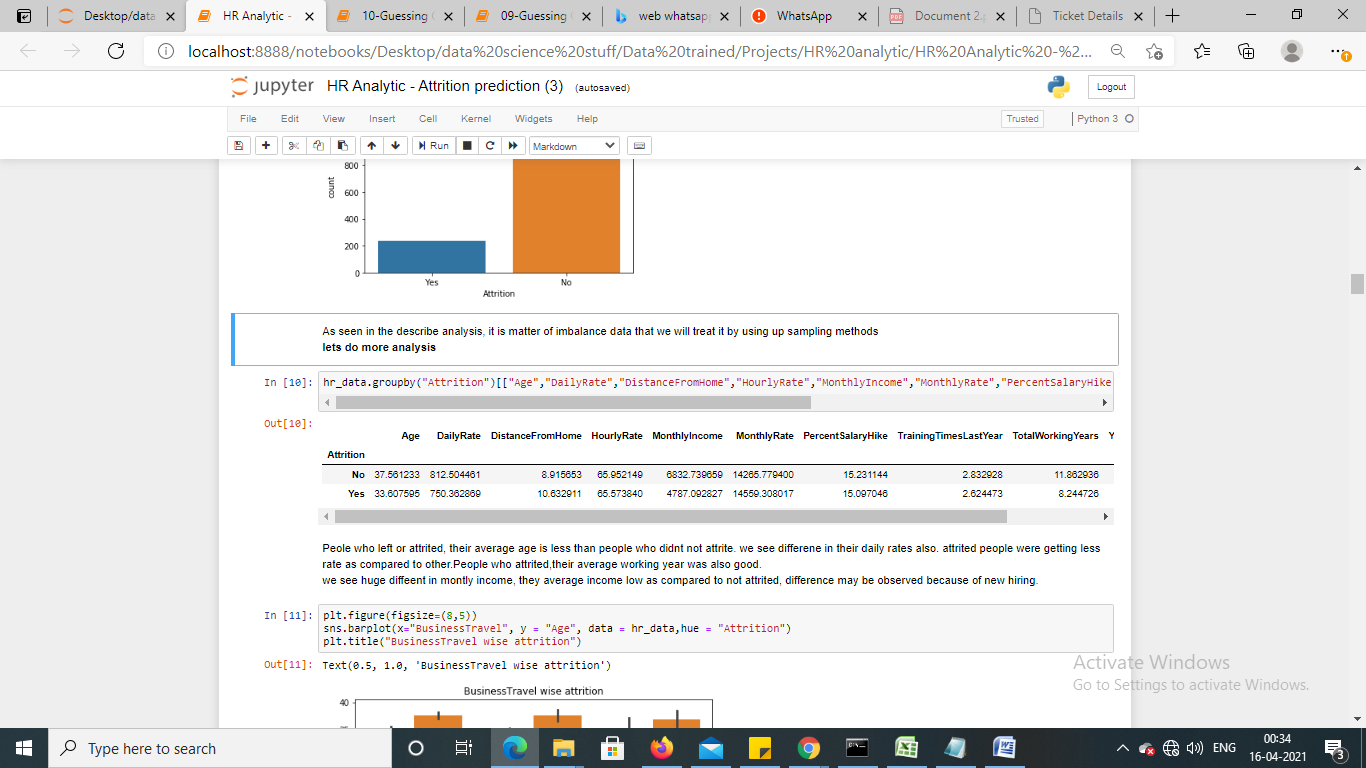 Desktop/data
HR Analytic -
10-Guessing
09-Guessing
web whatsap
WhatsApp
Document 2.
Ticket Details
localhost:8888/notebooks/Desktop/data%20science%20stuff/Data%20trained/Projects/HR%20analytic/HR%20Analytic%20-%2...
jupyter HR Analytic - Attrition prediction (3) (autosaved)
Logout
File Edit View Insert Cell Kernel Widgets Help
Trusted Python 3
Run Markdown
800
count
600
400
200
0
Yes No
Attrition
As seen in the describe analysis, it is matter of imbalance data that we will treat it by using up sampling methods
lets do more analysis
In [10]: hr_data.groupby("Attrition")[["Age","DailyRate","DistanceFromHome","HourlyRate","MonthlyIncome","MonthlyRate","PercentSalaryHike
Out[10]:
Age DailyRate DistanceFromHome HourlyRate MonthlyIncome MonthlyRate PercentSalaryHike TrainingTimesLastYear TotalWorkingYears Y
Attrition
No 37.561233 812.504461 8.915653 65.952149 6832.739659 14265.779400 15.231144 2.832928 11.862936
Yes 33.607595 750.362869 10.632911 65.573840 4787.092827 14559.308017 15.097046 2.624473 8.244726
Peole who left or attrited, their average age is less than people who didnt not attrite. we see differene in their daily rates also. attrited people were getting less
rate as compared to other.People who attrited,their average working year was also good.
we see huge diffeent in montly income, they average income low as compared to not attrited, difference may be observed because of new hiring.
In [11]: plt.figure(figsize=(8,5))
sns.barplot(x="BusinessTravel", y = "Age", data = hr_data,hue = "Attrition")
plt.title("BusinessTravel wise attrition")
Out[11]: Text(0.5, 1.0, 'BusinessTravel wise attrition')
BusinessTravel wise attrition
40
Activate Windows
Go to Settings to activate Windows.
Type here to search
ENG
00:34
16-04-2021
3